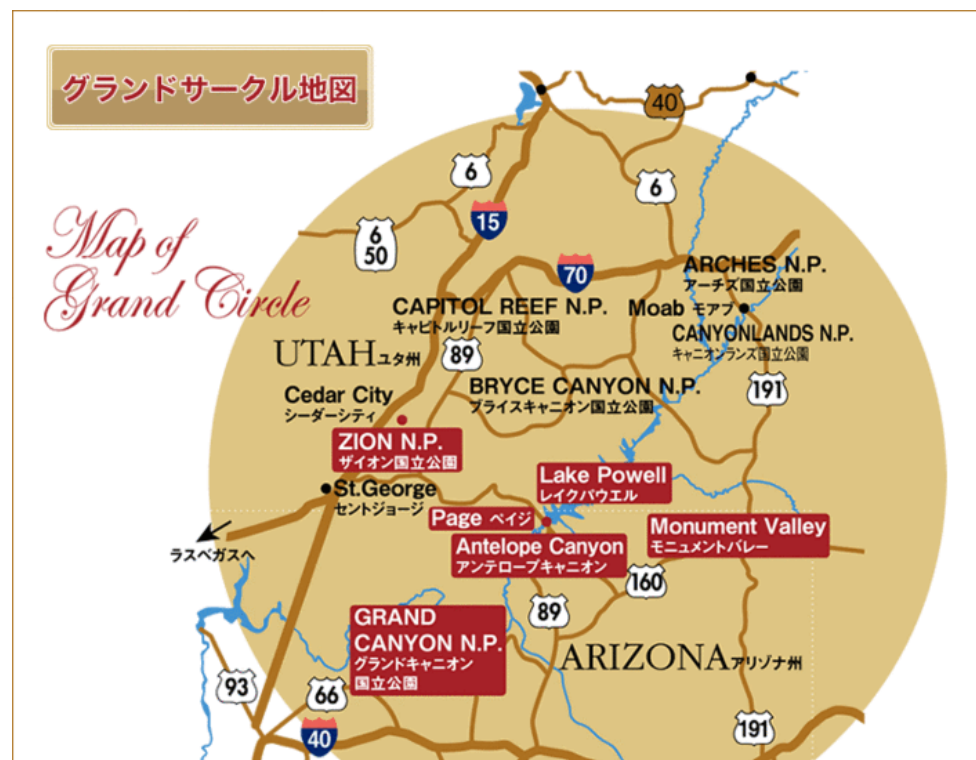 グランドサークル地図
Map of
Grand Circle
40
6
6
15
6
50
70
ARCHES N.P.
アーチズ国立公園
CAPITOL REEF N.P.
キャピトルリーフ国立公園
Moab モアブ
CANYONLANDS N.P.
キャニオンランズ国立公園
UTAH ユタ州
89
191
BRYCE CANYON N.P.
ブライスキャニオン国立公園
Cedar City
シーダーシティ
ZION N.P.
ザイオン国立公園
St.George
セントジョージ
Lake Powell
レイクパウエル
Page ペイジ
Monument Valley
モニュメントバレー
Antelope Canyon
アンテロープキャニオン
ラスベガスへ
160
89
GRAND
CANYON N.P.
グランドキャニオン
国立公園
ARIZONA アリゾナ州
93
66
40
191